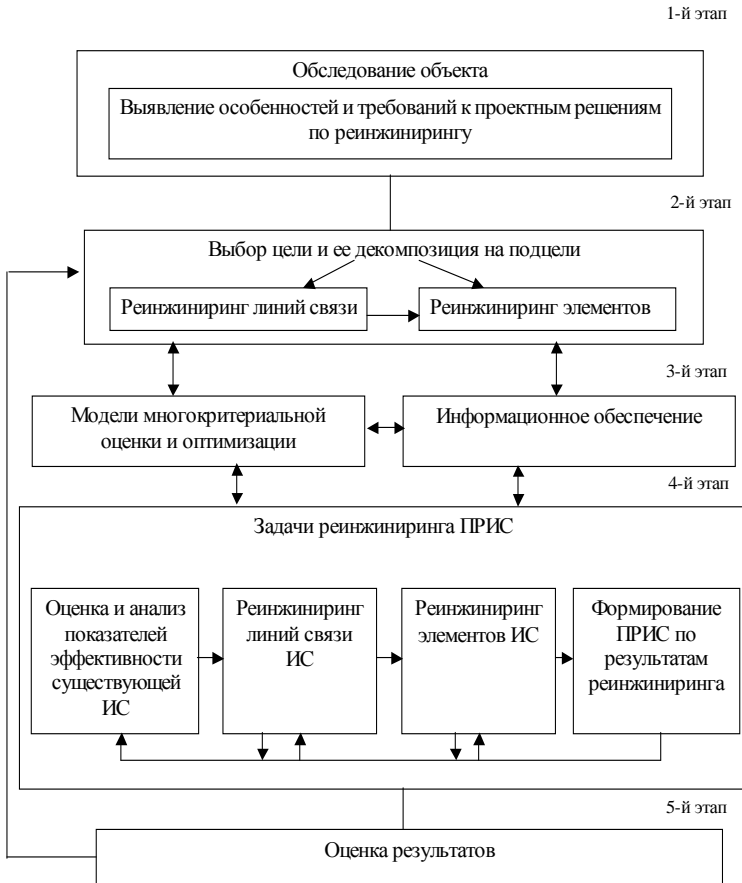 1-й этап
Обследование объекта
Выявление особенностей и требований к проектным решениям
по реинжинирингу
2-й этап
Выбор цели и ее декомпозиция на подцели
Реинжиниринг линий связи
Реинжиниринг элементов
3-й этап
Модели многокритериальной
оценки и оптимизации
Информационное обеспечение
4-й этап
Задачи реинжиниринга ПРИС
Оценка и анализ
показателей
эффективности
существующей
ИС
Реинжиниринг
линий связи
ИС
Реинжиниринг
элементов ИС
Формирование
ПРИС по
результатам
реинжиниринга
5-й этап
Оценка результатов